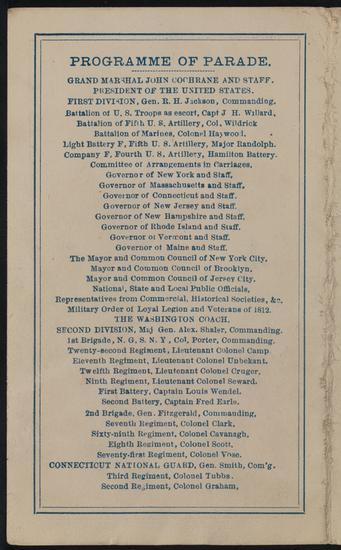 PROGRAMME OF PARADE.
GRAND MARSHAL JOHN COCHRANE AND STAFF.
PRESIDENT OF THE UNITED STATES.
FIRST DIVISION, Gen. R. H. Jackson, Commanding.
Battalion of U. S. Troops as escort, Capt J H. Willard,
Battalion of Fifth U. S. Artillery, Col. Wildrick
Battalion of Marines, Colonel Haywood.
Light Battery F, Fifth U. S. Artillery, Major Randolph.
Company F, Fourth U. S. Artillery, Hamilton Battery.
Committee of Arrangements in Carriages.
Governor of New York and Staff,
Governor of Massachusetts and Staff,
Governor of Connecticut and Staff.
Governor of New Jersey and Staff.
Governor of New Hampshire and Staff.
Governor of Rhode Island and Staff.
Governor of Vermont and Staff.
Governor of Maine and Staff.
The Mayor and Common Council of New York City.
Mayor and Common Council of Brooklyn.
Mayor and Common Council of Jersey City.
National, State and Local Public Officials,
Representatives from Commercial, Historical Societies, &c.
Military Order of Loyal Legion and Veterans of 1812.
THE WASHINGTON COACH.
SECOND DIVISION, Maj Gen. Alex. Shaler, Commanding.
1st Brigade, N. G. S. N. Y, Col, Porter, Commanding.
Twenty-second Regiment, Lieutenant Colonel Camp
Eleventh Regiment, Lieutenant Colonel Unbekant.
Twelfth Regiment, Lieutenant Colonel Cruger,
Ninth Regiment, Lieutenant Colonel Seward.
First Battery, Captain Louis Wendel.
Second Battery, Captain Fred Earle.
2nd Brigade, Gen. Fitzgerald, Commanding,
Seventh Regiment, Colonel Clark,
Sixty-ninth Regiment, Colonel Cavanagh,
Eighth Regiment, Colonel Scott,
Seventy-first Regiment, Colonel Vose.
CONNECTICUT NATIONAL GUARD, Gen. Smith, Com'g.
Third Regiment, Colonel Tubbs.
Second Regiment, Colonel Graham,